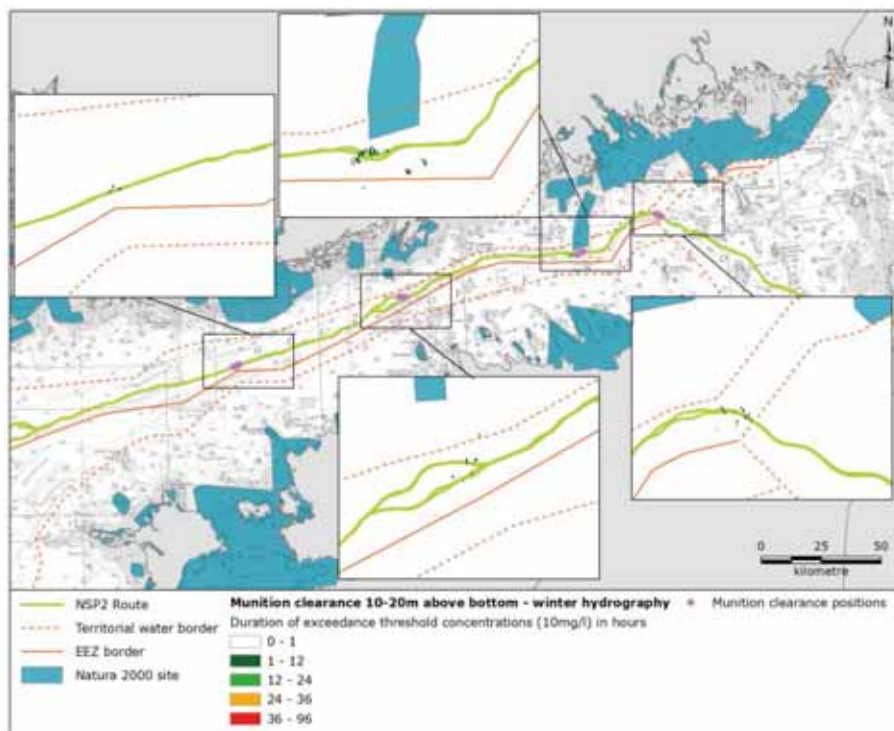 N
0 25 50
kilometre
NSP2 Route
Territorial water border
EEZ border
Natura 2000 site
Munition clearance 10-20m above bottom - winter hydrography
Duration of exceedance threshold concentrations (10mg/l) in hours
0 - 1
1 - 12
12 - 24
24 - 36
36 - 96
Munition clearance positions